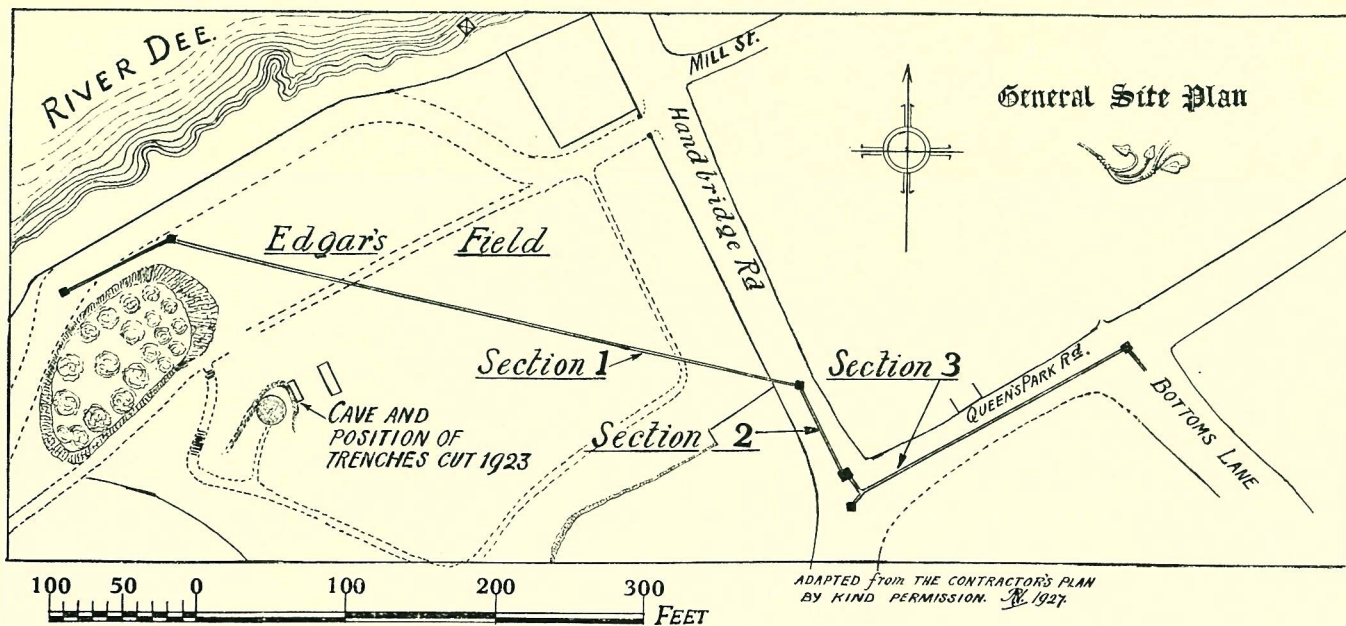 RIVER DEE.
MILL ST.
General Site Plan
Handbridge Rd
Edgar's Field
Section 1
Section 2
Section 3
QUEEN'S PARK Rd.
BOTTOMS LANE
CAVE AND
POSITION OF
TRENCHES CUT 1923
100 50 0 100 200 300
FEET
ADAPTED from THE CONTRACTOR'S PLAN
BY KIND PERMISSION. 1927.